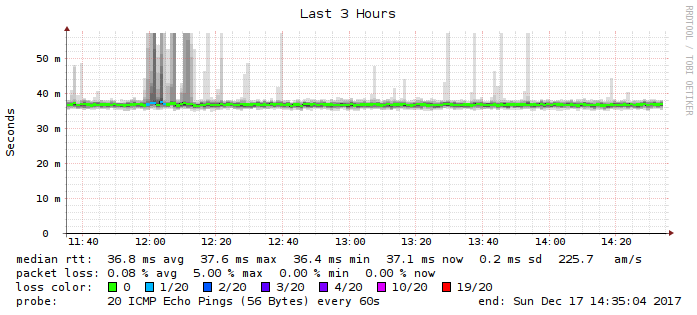 Last 3 Hours
RRDTOOL / TOBI OETIKER
Seconds
50 m
40 m
30 m
20 m
10 m
0
11:40 12:00 12:20 12:40 13:00 13:20 13:40 14:00 14:20
median rtt: 36.8 ms avg 37.6 ms max 36.4 ms min 37.1 ms now 0.2 ms sd 225.7 am/s
packet loss: 0.08 % avg 5.00 % max 0.00 % min 0.00 % now
loss color: 0 1/20 2/20 3/20 4/20 10/20 19/20
probe: 20 ICMP Echo Pings (56 Bytes) every 60s end: Sun Dec 17 14:35:04 2017